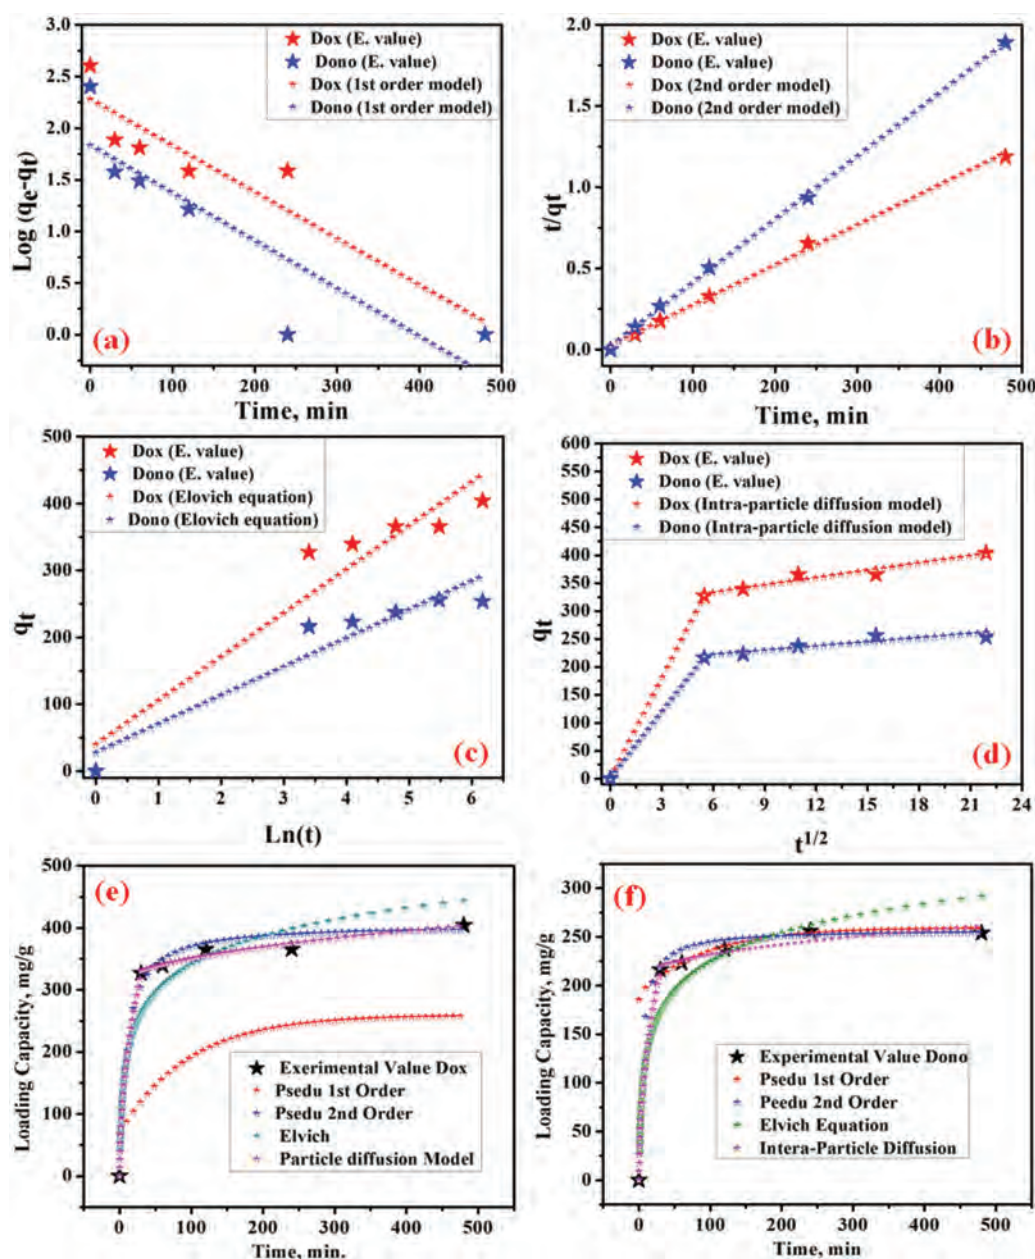 3.0
2.5
2.0
1.5
1.0
0.5
0.0
Log (qe-qt)
Dox (E. value)
Dono (E. value)
Dox (1st order model)
Dono (1st order model)
(a)
0 100 200 300 400 500
Time, min
2.0
1.5
1.0
0.5
0.0
t/qt
Dox (E. value)
Dono (E. value)
Dox (2nd order model)
Dono (2nd order model)
(b)
0 100 200 300 400 500
Time, min
500
400
300
200
100
0
qt
Dox (E. value)
Dono (E. value)
Dox (Elovich equation)
Dono (Elovich equation)
(c)
0 1 2 3 4 5 6
Ln(t)
600
550
500
450
400
350
300
250
200
150
100
50
0
qt
Dox (E. value)
Dono (E. value)
Dox (Intra-particle diffusion model)
Dono (Intra-particle diffusion model)
(d)
0 3 6 9 12 15 18 21 24
t1/2
500
400
300
200
100
0
Loading Capacity, mg/g
(e)
Exerimental Value Dox
Psedu 1st Order
Psedu 2nd Order
Elvich
Particle diffusion Model
0 100 200 300 400 500
Time, min.
300
250
200
150
100
50
0
Loading Capacity, mg/g
(f)
Experimental Value Dono
Psedu 1st Order
Peedu 2nd Order
Elvich Equation
Intera-Particle Diffusion
0 100 200 300 400 500
Time, min.